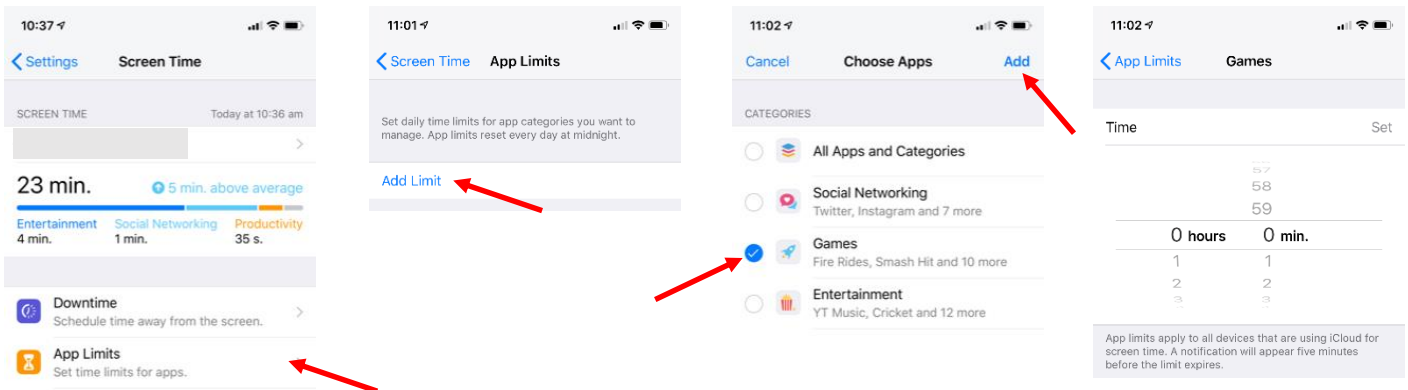 10:37
Settings
Screen Time
SCREEN TIME
Today at 10:36 am
23 min.
5 min. above average
Entertainment
Social Networking
Productivity
4 min.
1 min.
35 s.
Downtime
Schedule time away from the screen.
App Limits
Set time limits for apps.
11:01
Screen Time
App Limits
Set daily time limits for app categories you want to
manage. App limits reset every day at midnight.
Add Limit
11:02
Cancel
Choose Apps
Add
CATEGORIES
All Apps and Categories
Social Networking
Twitter, Instagram and 7 more
Games
Fire Rides, Smash Hit and 10 more
Entertainment
YT Music, Cricket and 12 more
11:02
App Limits
Games
Time
Set
57
58
59
0 hours 0 min.
1 1
2 2
3 3
App limits apply to all devices that are using iCloud for
screen time. A notification will appear five minutes
before the limit expires.